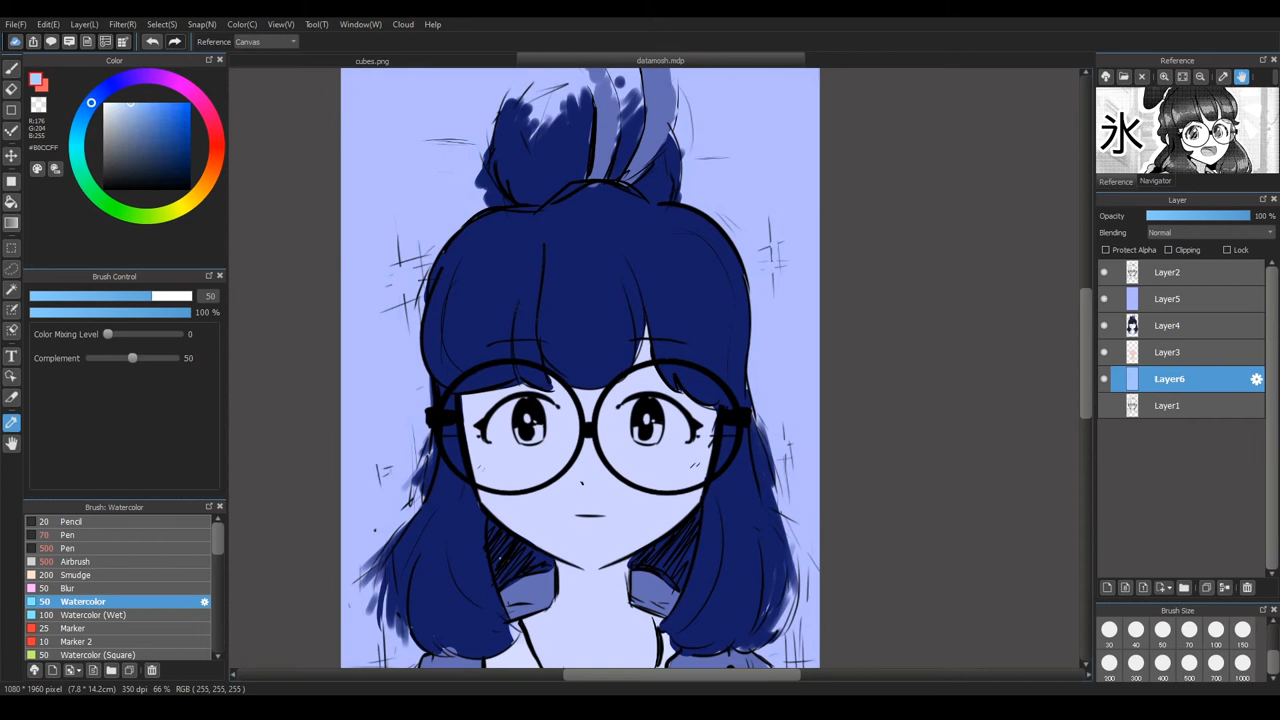 File(F) Edit(E) Layer(L) Filter(R) Select(S) Snap(N) Color(C) View(V) Tool(T) Window(W) Cloud Help
Reference Canvas
Color
cubes.png
datamosh.mdp
Reference
R:176
G:204
B:255
#B0CCFF
氷
Reference Navigator
Layer
Opacity 100 %
Blending Normal
Protect Alpha Clipping Lock
Layer2
Layer5
Layer4
Layer3
Layer6
Layer1
Brush Control
50
100 %
Color Mixing Level 0
Complement 50
Brush: Watercolor
20 Pencil
70 Pen
500 Pen
500 Airbrush
200 Smudge
50 Blur
50 Watercolor
100 Watercolor (Wet)
25 Marker
10 Marker 2
50 Watercolor (Square)
Brush Size
30 40 50 70 100 150
200 300 400 500 700 1000
1080 * 1960 pixel (7.8 * 14.2cm) 350 dpi 66 % RGB ( 255, 255, 255 )